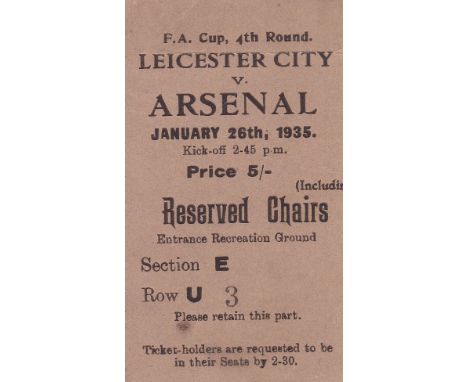 F.A. Cup, 4th Round.
LEICESTER CITY
v.
ARSENAL
JANUARY 26th, 1935.
Kick-off 2-45 p.m.
Price 5/-
(Includin
Reserved Chairs
Entrance Recreation Ground
Section E
Row U 3
Please retain this part.
Ticket-holders are requested to be
in their Seats by 2-30.